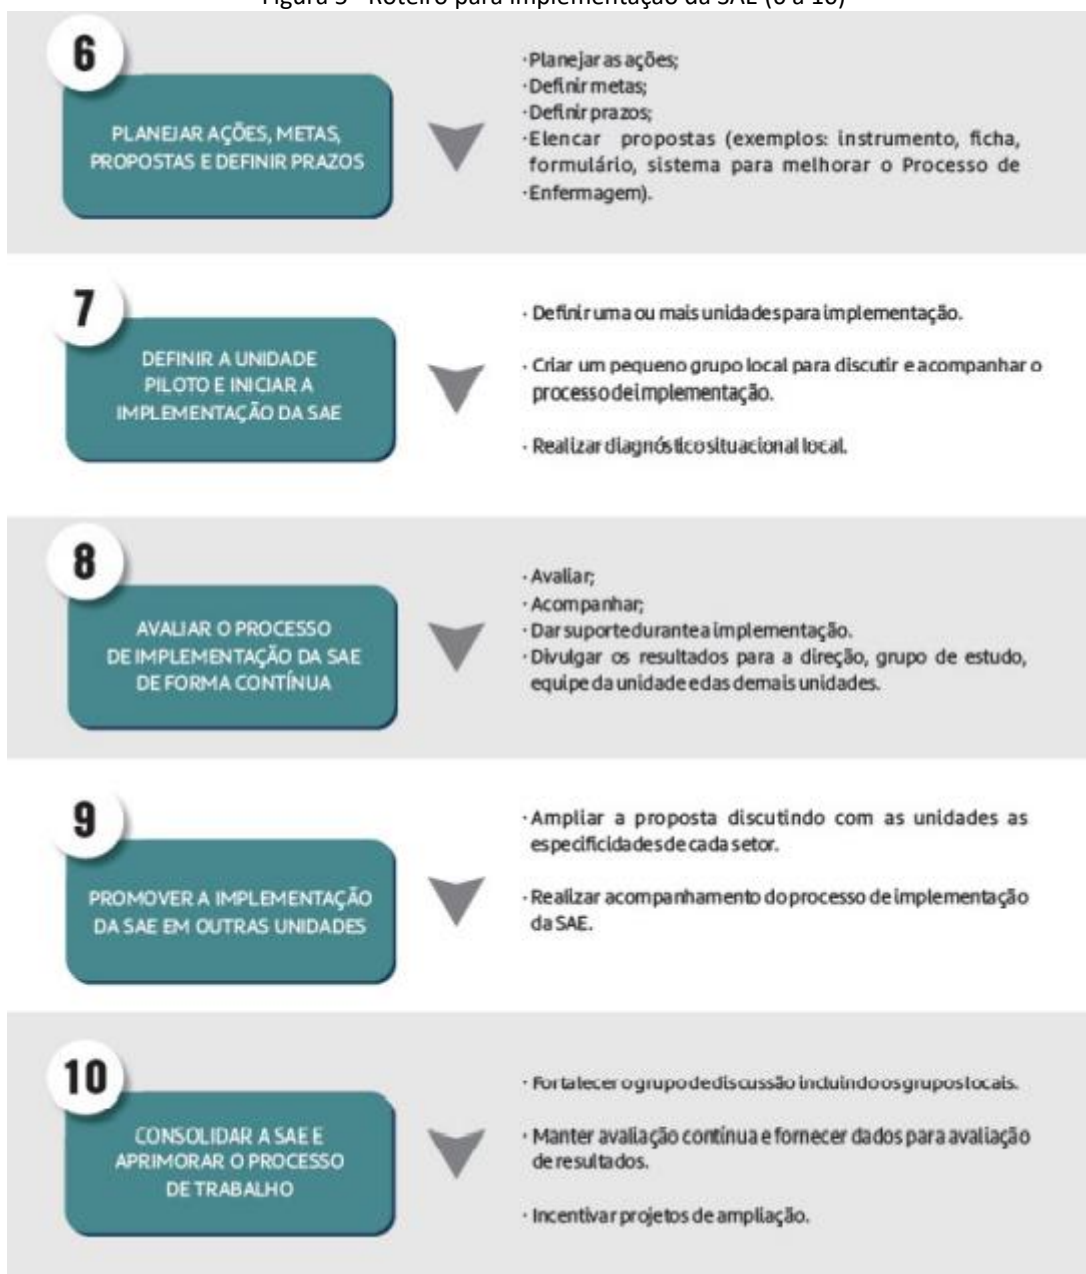 Figura 3 - Roteiro para implementação da SAE (6 a 10)
6
PLANEJAR AÇÕES, METAS,
PROPOSTAS E DEFINIR PRAZOS
· Planejar as ações;
· Definir metas;
· Definir prazos;
· Elencar propostas (exemplos: instrumento, ficha,
formulário, sistema para melhorar o Processo de
· Enfermagem).
7
DEFINIR A UNIDADE
PILOTO E INICIAR A
IMPLEMENTAÇÃO DA SAE
· Definir uma ou mais unidades para implementação.
· Criar um pequeno grupo local para discutir e acompanhar o
processo de implementação.
· Realizar diagnóstico situacional local.
8
AVALIAR O PROCESSO
DE IMPLEMENTAÇÃO DA SAE
DE FORMA CONTÍNUA
· Avaliar;
· Acompanhar;
· Dar suporte durante a implementação.
· Divulgar os resultados para a direção, grupo de estudo,
equipe da unidade e das demais unidades.
9
PROMOVER A IMPLEMENTAÇÃO
DA SAE EM OUTRAS UNIDADES
· Ampliar a proposta discutindo com as unidades as
especificidades de cada setor.
· Realizar acompanhamento do processo de implementação
da SAE.
10
CONSOLIDAR A SAE E
APRIMORAR O PROCESSO
DE TRABALHO
· Fortalecer o grupo de discussão incluindo os grupos locais.
· Manter avaliação contínua e fornecer dados para avaliação
de resultados.
· Incentivar projetos de ampliação.